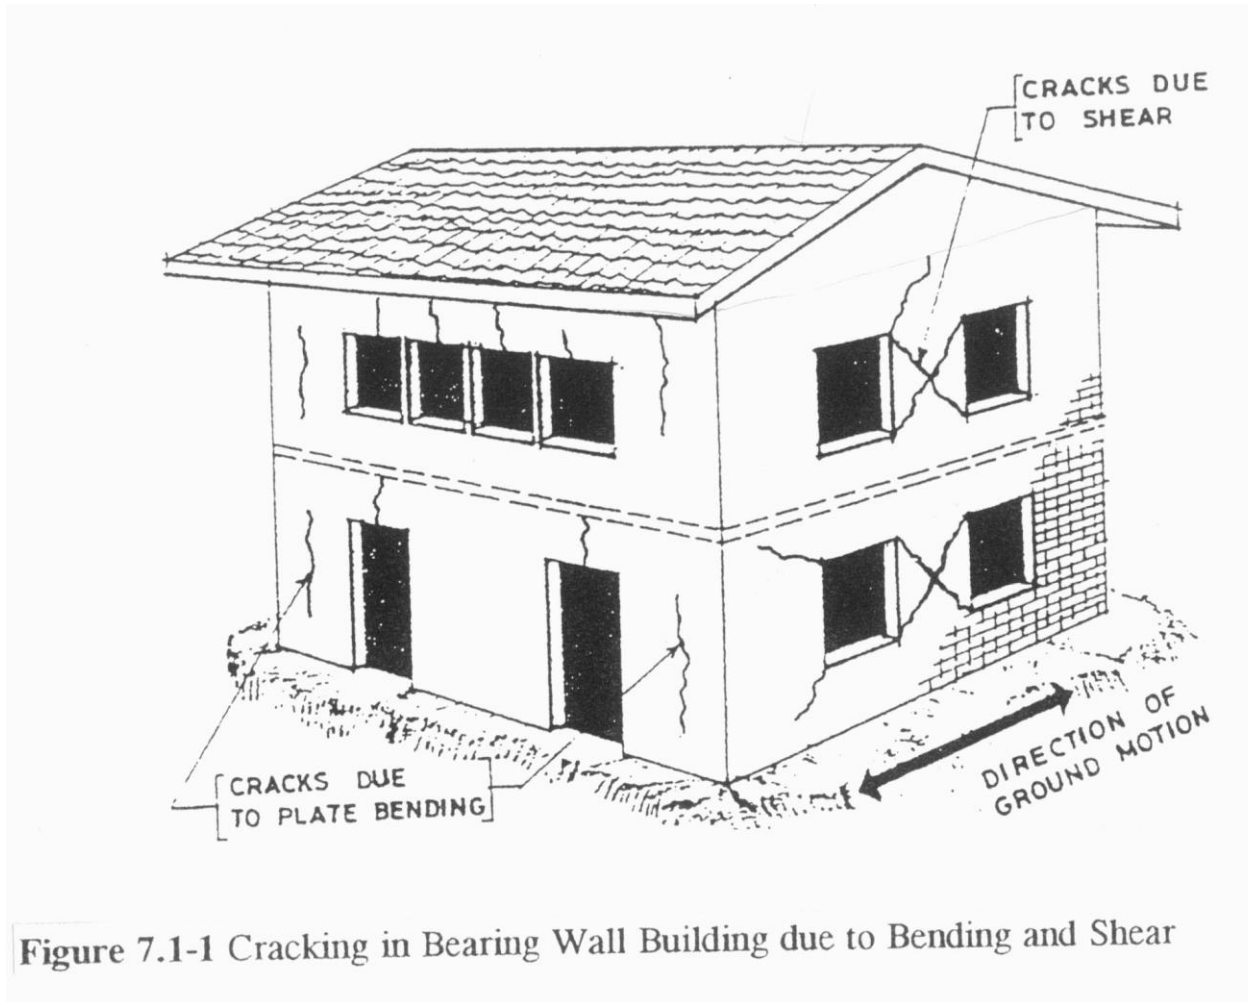 CRACKS DUE
TO SHEAR
CRACKS DUE
TO PLATE BENDING
DIRECTION OF
GROUND MOTION
Figure 7.1-1 Cracking in Bearing Wall Building due to Bending and Shear